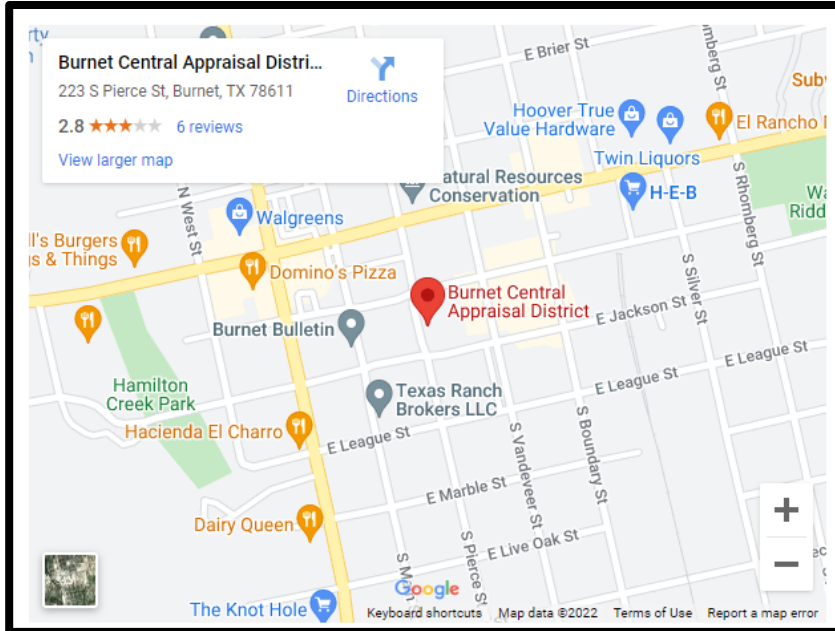 rty
Burnet Central Appraisal Distri...
223 S Pierce St, Burnet, TX 78611
2.8
6 reviews
View larger map
Directions
E Brier St
S Rhomberg St
Hoover True
Value Hardware
Twin Liquors
El Rancho
H-E-B
atural Resources
Conservation
N West St
Walgreens
ll's Burgers
gs & Things
Domino's Pizza
Burnet Central
Appraisal District
Burnet Bulletin
E Jackson St
S Silver St
Hamilton
Creek Park
Texas Ranch
Brokers LLC
E League St
Hacienda El Charro
E League St
S Vandeveer St
S Boundary St
E Marble St
Dairy Queen
E Live Oak St
S Pierce St
The Knot Hole
Google
+
−
Keyboard shortcuts
Map data ©2022
Terms of Use
Report a map error